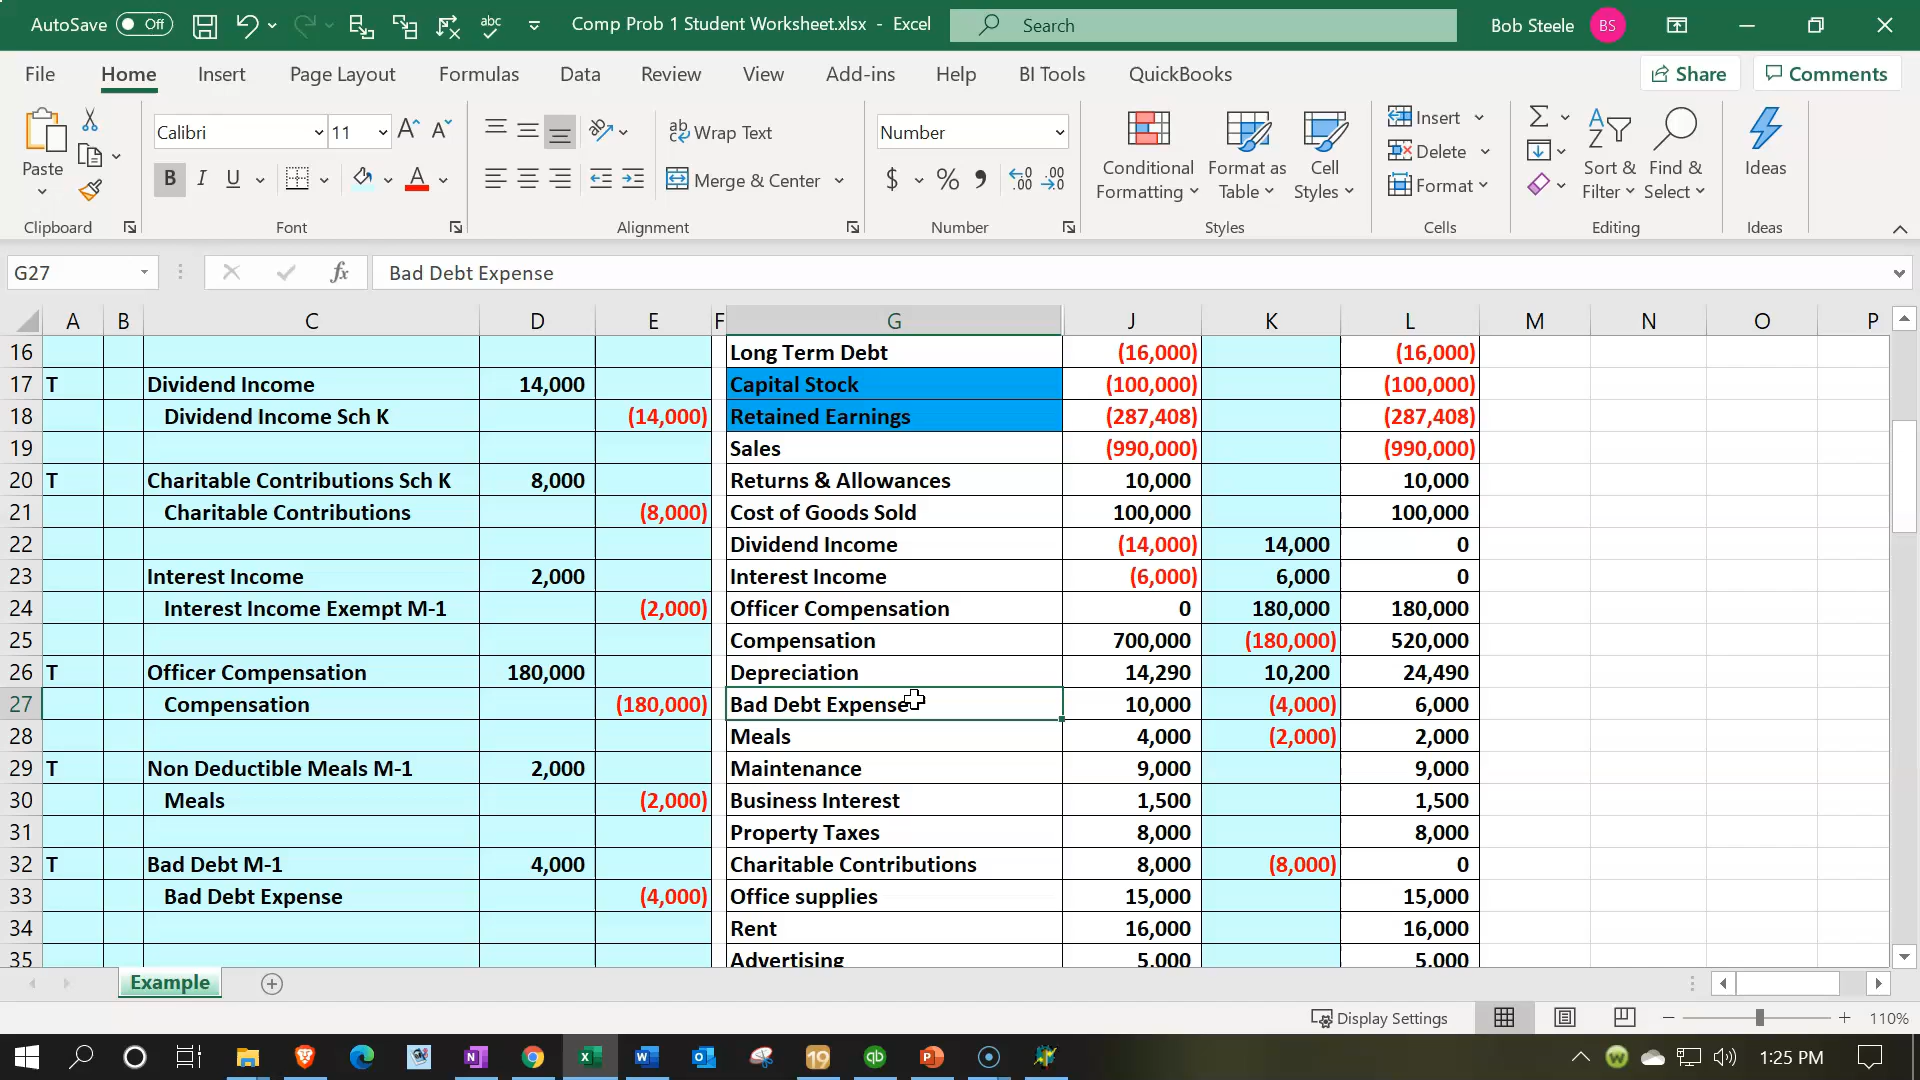 AutoSave Off Comp Prob 1 Student Worksheet.xlsx - Excel Search Bob Steele BS
File Home Insert Page Layout Formulas Data Review View Add-ins Help BI Tools QuickBooks Share Comments
Paste Calibri 11 Wrap Text Number Conditional Formatting Format as Table Cell Styles Insert Sort & Filter Find & Select Ideas
B I U Merge & Center $ % Delete
Format
Clipboard Font Alignment Number Styles Cells Editing Ideas
G27 fx Bad Debt Expense
A B C D E F G J K L M N O P
16 Long Term Debt (16,000) (16,000)
17 T Dividend Income 14,000 Capital Stock (100,000) (100,000)
18 Dividend Income Sch K (14,000) Retained Earnings (287,408) (287,408)
19 Sales (990,000) (990,000)
20 T Charitable Contributions Sch K 8,000 Returns & Allowances 10,000 10,000
21 Charitable Contributions (8,000) Cost of Goods Sold 100,000 100,000
22 Dividend Income (14,000) 14,000 0
23 Interest Income 2,000 Interest Income (6,000) 6,000 0
24 Interest Income Exempt M-1 (2,000) Officer Compensation 0 180,000 180,000
25 Compensation 700,000 (180,000) 520,000
26 T Officer Compensation 180,000 Depreciation 14,290 10,200 24,490
27 Compensation (180,000) Bad Debt Expense 10,000 (4,000) 6,000
28 Meals 4,000 (2,000) 2,000
29 T Non Deductible Meals M-1 2,000 Maintenance 9,000 9,000
30 Meals (2,000) Business Interest 1,500 1,500
31 Property Taxes 8,000 8,000
32 T Bad Debt M-1 4,000 Charitable Contributions 8,000 (8,000) 0
33 Bad Debt Expense (4,000) Office supplies 15,000 15,000
34 Rent 16,000 16,000
35 Advertising 5,000 5,000
Example
Display Settings 110%
1:25 PM